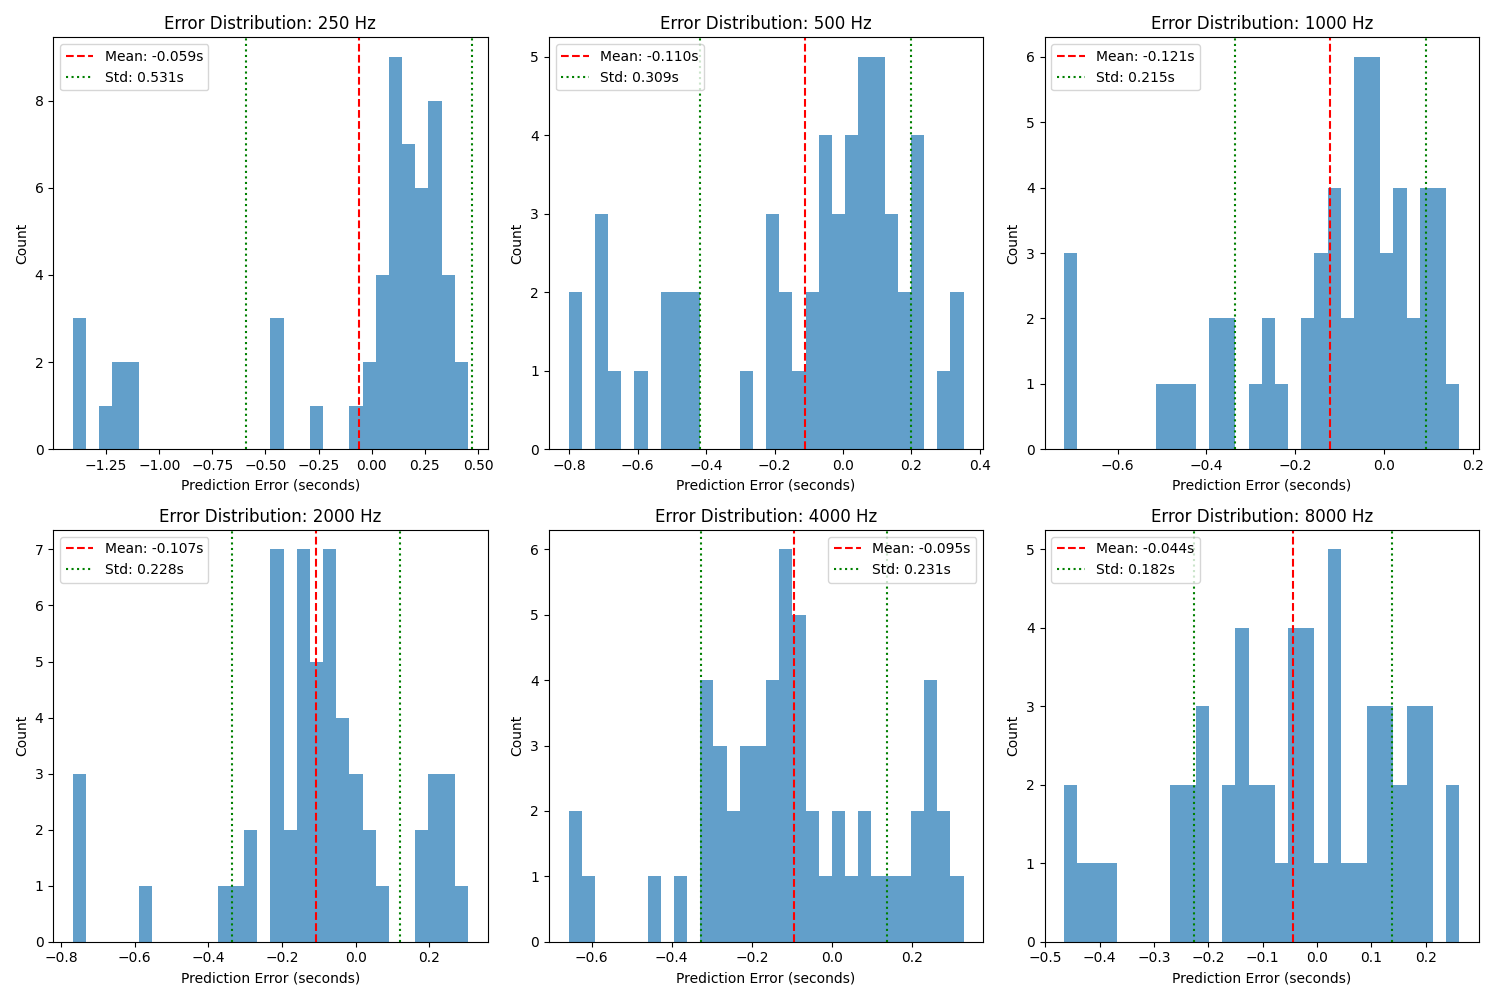 Error Distribution: 250 Hz
Mean: -0.059s
Std: 0.531s
Count
8
6
4
2
0
−1.25 −1.00 −0.75 −0.50 −0.25 0.00 0.25 0.50
Prediction Error (seconds)
Error Distribution: 500 Hz
Mean: -0.110s
Std: 0.309s
Count
5
4
3
2
1
0
−0.8 −0.6 −0.4 −0.2 0.0 0.2 0.4
Prediction Error (seconds)
Error Distribution: 1000 Hz
Mean: -0.121s
Std: 0.215s
Count
6
5
4
3
2
1
0
−0.6 −0.4 −0.2 0.0 0.2
Prediction Error (seconds)
Error Distribution: 2000 Hz
Mean: -0.107s
Std: 0.228s
Count
7
6
5
4
3
2
1
0
−0.8 −0.6 −0.4 −0.2 0.0 0.2
Prediction Error (seconds)
Error Distribution: 4000 Hz
Mean: -0.095s
Std: 0.231s
Count
6
5
4
3
2
1
0
−0.6 −0.4 −0.2 0.0 0.2
Prediction Error (seconds)
Error Distribution: 8000 Hz
Mean: -0.044s
Std: 0.182s
Count
5
4
3
2
1
0
−0.5 −0.4 −0.3 −0.2 −0.1 0.0 0.1 0.2
Prediction Error (seconds)